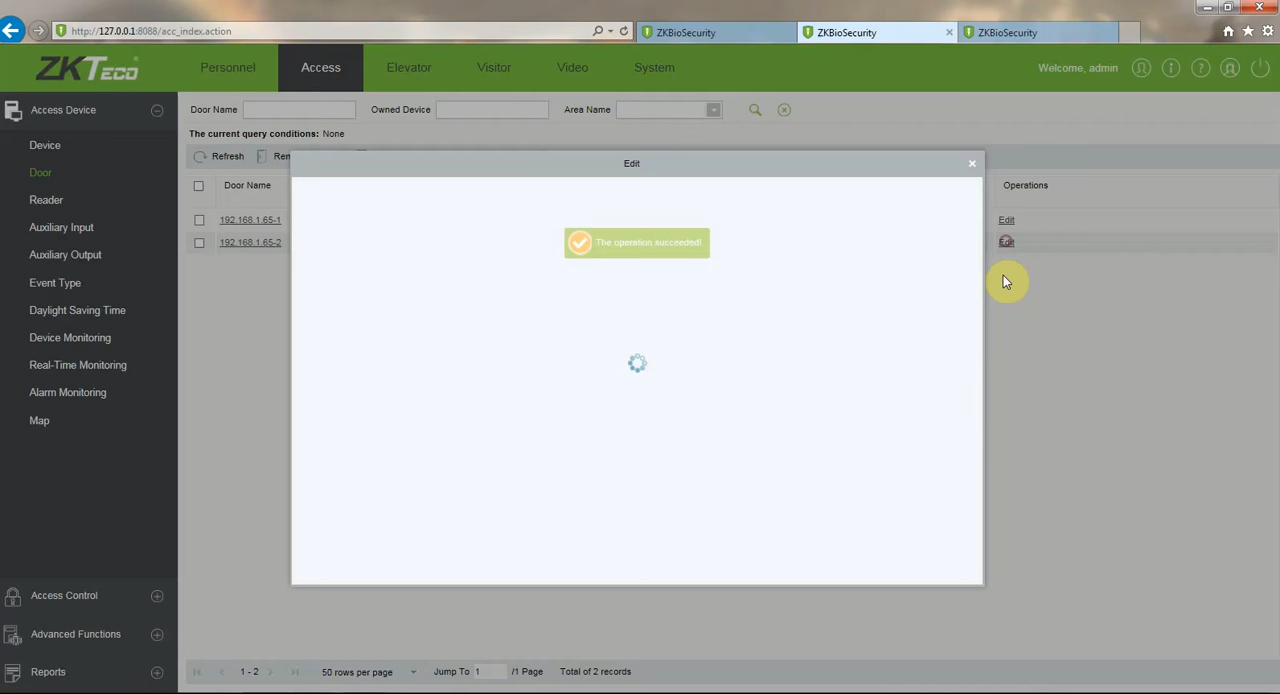 http://127.0.0.1:8088/acc_index.action
ZKBioSecurity
ZKBioSecurity
ZKBioSecurity
ZKTECO
Personnel
Access
Elevator
Visitor
Video
System
Welcome, admin
Access Device
Door Name
Owned Device
Area Name
The current query conditions: None
Device
Refresh
Rem
Edit
Door
Door Name
Operations
Reader
192.168.1.65-1
Edit
Auxiliary Input
192.168.1.65-2
The operation succeeded!
Edit
Auxiliary Output
Event Type
Daylight Saving Time
Device Monitoring
Real-Time Monitoring
Alarm Monitoring
Map
Access Control
Advanced Functions
Reports
1 - 2
50 rows per page
Jump To 1 /1 Page
Total of 2 records